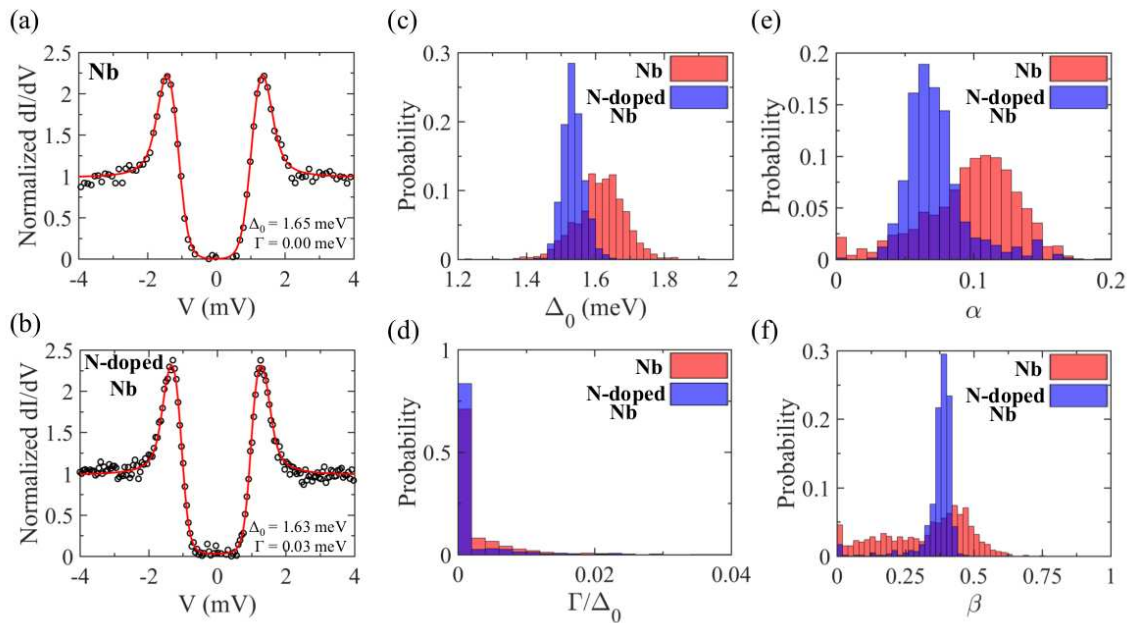 (a)
Nb
Normalized dI/dV
2.5
2
1.5
1
0.5
0
Δ₀ = 1.65 meV
Γ = 0.00 meV
-4 -2 0 2 4
V (mV)
(b)
N-doped
Nb
Normalized dI/dV
2.5
2
1.5
1
0.5
0
Δ₀ = 1.63 meV
Γ = 0.03 meV
-4 -2 0 2 4
V (mV)
(c)
Nb
N-doped
Nb
Probability
0.3
0.2
0.1
0
1.2 1.4 1.6 1.8 2
Δ₀ (meV)
(d)
Nb
N-doped
Nb
Probability
1
0.5
0
0 0.02 0.04
Γ/Δ₀
(e)
Nb
N-doped
Nb
Probability
0.2
0.15
0.1
0.05
0
0 0.1 0.2
α
(f)
Nb
N-doped
Nb
Probability
0.3
0.2
0.1
0
0 0.25 0.5 0.75 1
β